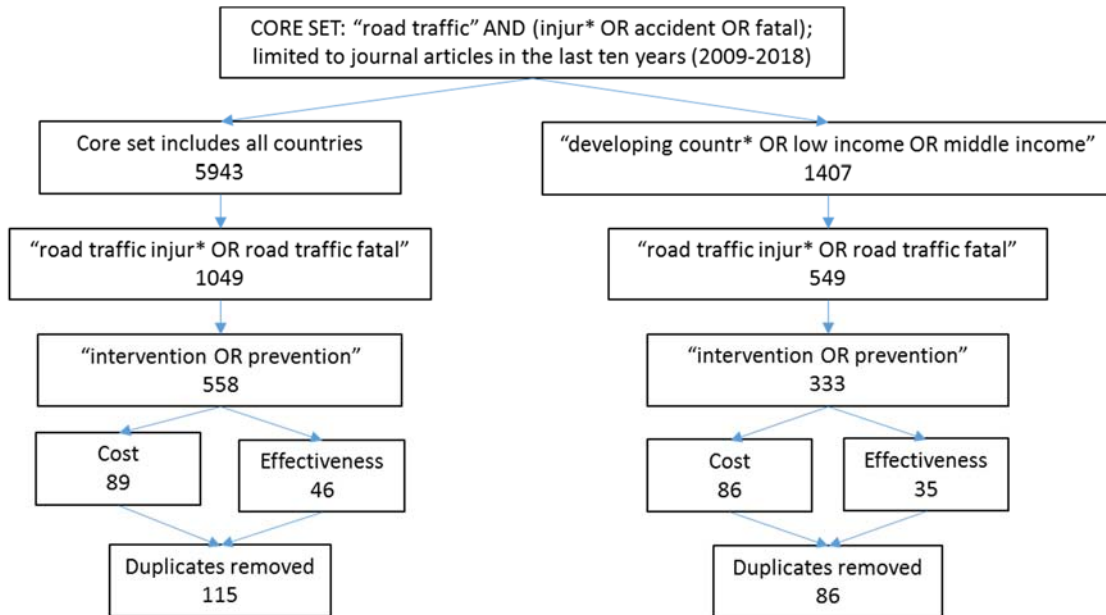 CORE SET: “road traffic” AND (injur* OR accident OR fatal);
limited to journal articles in the last ten years (2009-2018)
Core set includes all countries
5943
“developing countr* OR low income OR middle income”
1407
“road traffic injur* OR road traffic fatal”
1049
“road traffic injur* OR road traffic fatal”
549
“intervention OR prevention”
558
“intervention OR prevention”
333
Cost
89
Effectiveness
46
Cost
86
Effectiveness
35
Duplicates removed
115
Duplicates removed
86